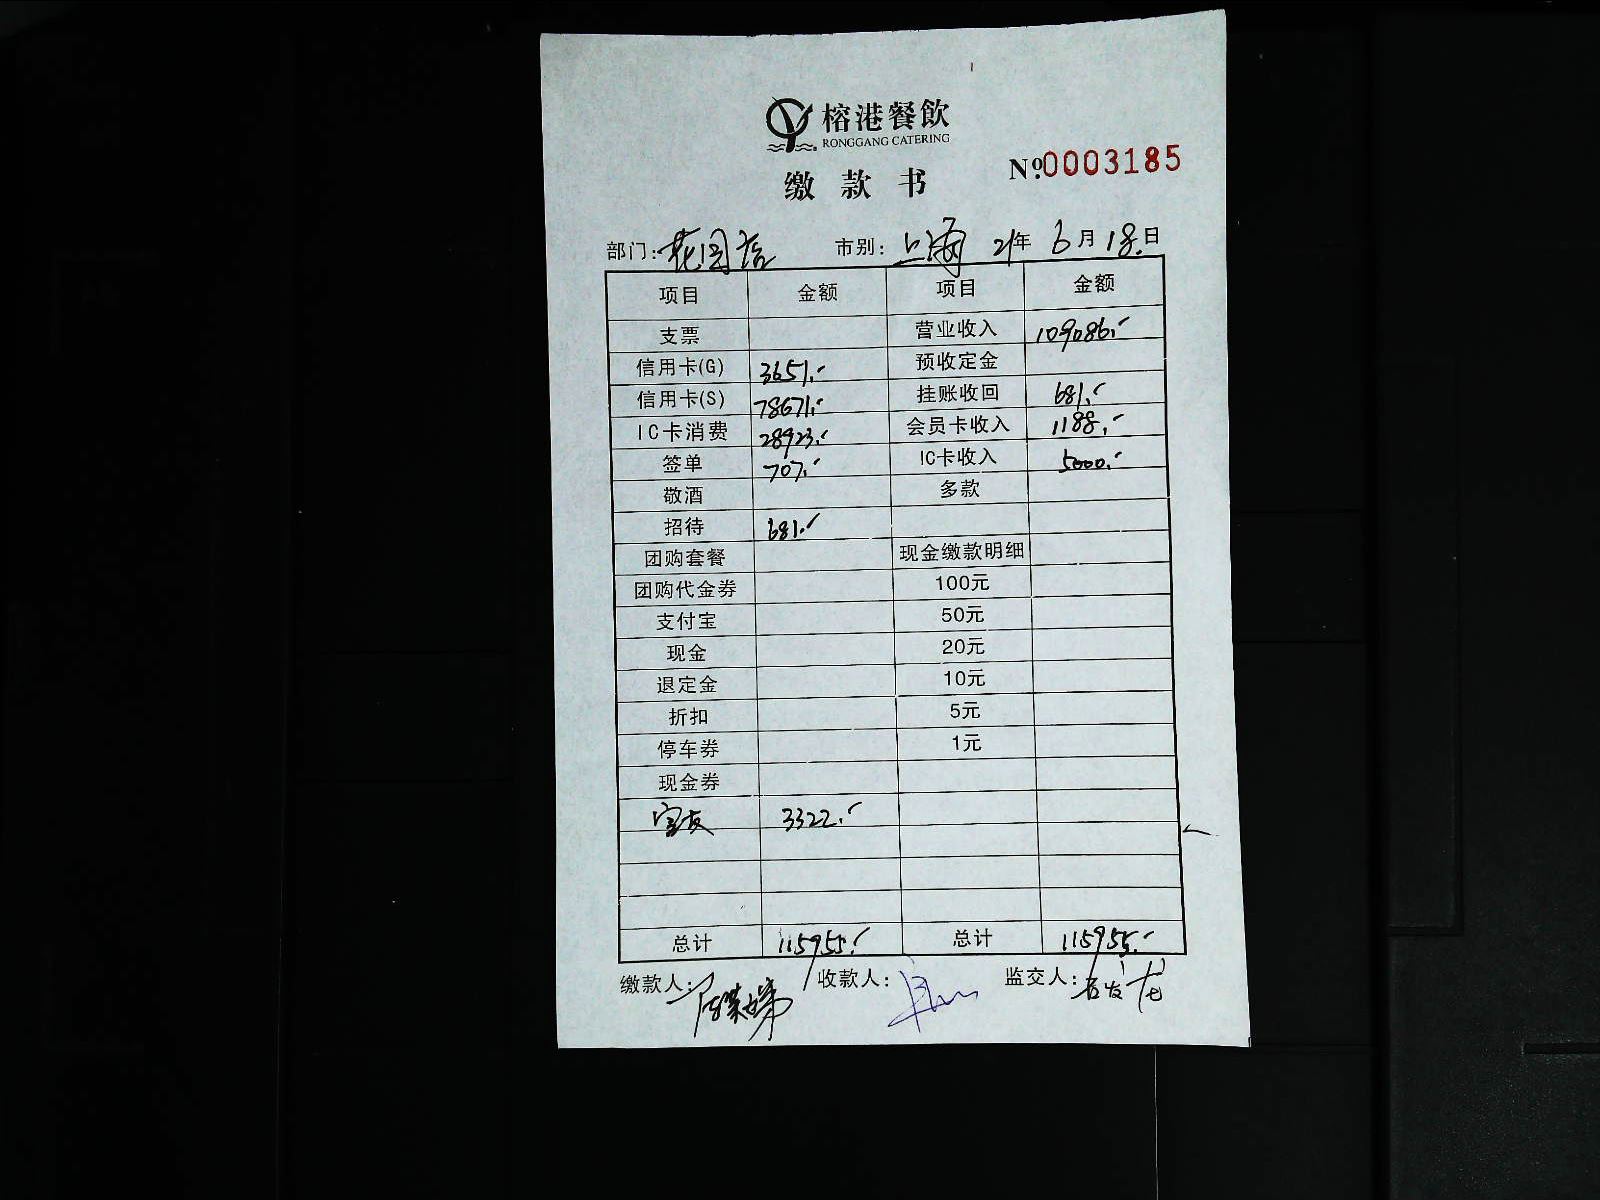 榕港餐飲
RONGGANG CATERING
缴款书
№:0003185
部门: 花园店 市别: 上海 21年 6月 18日
项目 金额 项目 金额
支票 营业收入 109086.-
信用卡(G) 3651.- 预收定金
信用卡(S) 78671.- 挂账收回 681.-
IC卡消费 28923.- 会员卡收入 1188.-
签单 707.- IC卡收入 5000.-
敬酒 多款
招待 681.-
团购套餐 现金缴款明细
团购代金券 100元
支付宝 50元
现金 20元
退定金 10元
折扣 5元
停车券 1元
现金券
3322.-
总计 115955.- 总计 115955.-
缴款人: 收款人: 监交人: